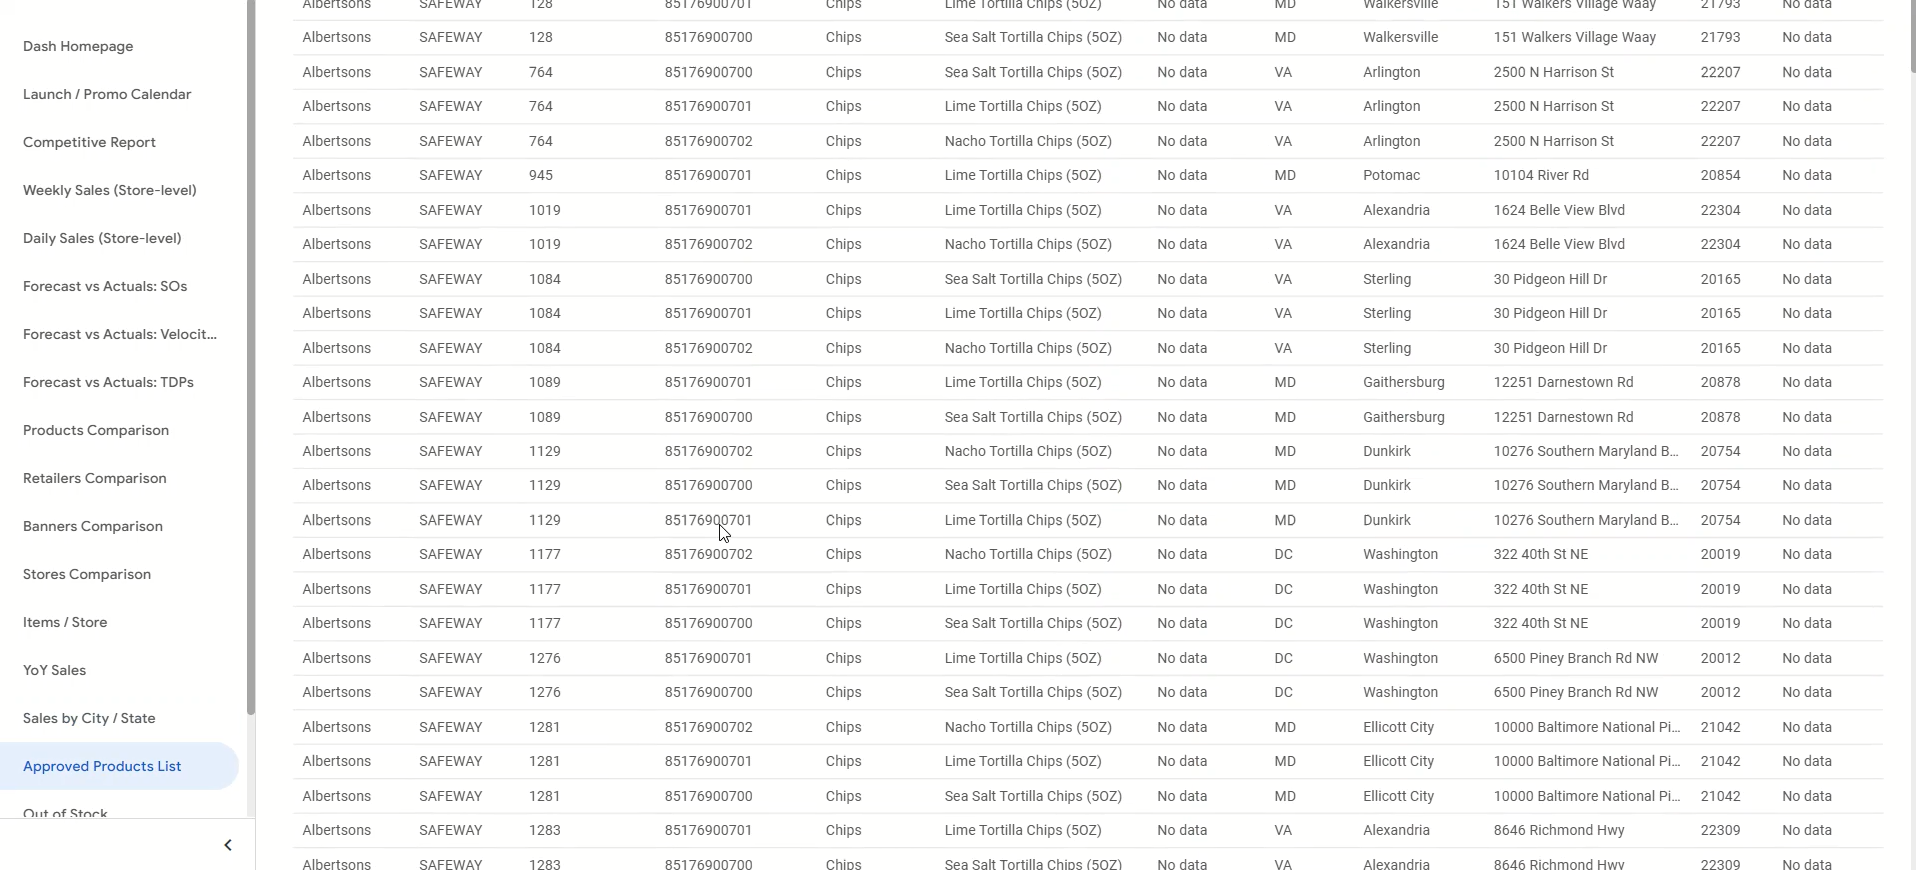 Dash Homepage
Launch / Promo Calendar
Competitive Report
Weekly Sales (Store-level)
Daily Sales (Store-level)
Forecast vs Actuals: SOs
Forecast vs Actuals: Velocit...
Forecast vs Actuals: TDPs
Products Comparison
Retailers Comparison
Banners Comparison
Stores Comparison
Items / Store
YoY Sales
Sales by City / State
Approved Products List
Out of Stock
Albertsons SAFEWAY 128 85176900701 Chips Lime Tortilla Chips (5OZ) No data MD Walkersville 151 Walkers Village Waay 21793 No data
Albertsons SAFEWAY 128 85176900700 Chips Sea Salt Tortilla Chips (5OZ) No data MD Walkersville 151 Walkers Village Waay 21793 No data
Albertsons SAFEWAY 764 85176900700 Chips Sea Salt Tortilla Chips (5OZ) No data VA Arlington 2500 N Harrison St 22207 No data
Albertsons SAFEWAY 764 85176900701 Chips Lime Tortilla Chips (5OZ) No data VA Arlington 2500 N Harrison St 22207 No data
Albertsons SAFEWAY 764 85176900702 Chips Nacho Tortilla Chips (5OZ) No data VA Arlington 2500 N Harrison St 22207 No data
Albertsons SAFEWAY 945 85176900701 Chips Lime Tortilla Chips (5OZ) No data MD Potomac 10104 River Rd 20854 No data
Albertsons SAFEWAY 1019 85176900701 Chips Lime Tortilla Chips (5OZ) No data VA Alexandria 1624 Belle View Blvd 22304 No data
Albertsons SAFEWAY 1019 85176900702 Chips Nacho Tortilla Chips (5OZ) No data VA Alexandria 1624 Belle View Blvd 22304 No data
Albertsons SAFEWAY 1084 85176900700 Chips Sea Salt Tortilla Chips (5OZ) No data VA Sterling 30 Pidgeon Hill Dr 20165 No data
Albertsons SAFEWAY 1084 85176900701 Chips Lime Tortilla Chips (5OZ) No data VA Sterling 30 Pidgeon Hill Dr 20165 No data
Albertsons SAFEWAY 1084 85176900702 Chips Nacho Tortilla Chips (5OZ) No data VA Sterling 30 Pidgeon Hill Dr 20165 No data
Albertsons SAFEWAY 1089 85176900701 Chips Lime Tortilla Chips (5OZ) No data MD Gaithersburg 12251 Darnestown Rd 20878 No data
Albertsons SAFEWAY 1089 85176900700 Chips Sea Salt Tortilla Chips (5OZ) No data MD Gaithersburg 12251 Darnestown Rd 20878 No data
Albertsons SAFEWAY 1129 85176900702 Chips Nacho Tortilla Chips (5OZ) No data MD Dunkirk 10276 Southern Maryland B... 20754 No data
Albertsons SAFEWAY 1129 85176900700 Chips Sea Salt Tortilla Chips (5OZ) No data MD Dunkirk 10276 Southern Maryland B... 20754 No data
Albertsons SAFEWAY 1129 85176900701 Chips Lime Tortilla Chips (5OZ) No data MD Dunkirk 10276 Southern Maryland B... 20754 No data
Albertsons SAFEWAY 1177 85176900702 Chips Nacho Tortilla Chips (5OZ) No data DC Washington 322 40th St NE 20019 No data
Albertsons SAFEWAY 1177 85176900701 Chips Lime Tortilla Chips (5OZ) No data DC Washington 322 40th St NE 20019 No data
Albertsons SAFEWAY 1177 85176900700 Chips Sea Salt Tortilla Chips (5OZ) No data DC Washington 322 40th St NE 20019 No data
Albertsons SAFEWAY 1276 85176900701 Chips Lime Tortilla Chips (5OZ) No data DC Washington 6500 Piney Branch Rd NW 20012 No data
Albertsons SAFEWAY 1276 85176900700 Chips Sea Salt Tortilla Chips (5OZ) No data DC Washington 6500 Piney Branch Rd NW 20012 No data
Albertsons SAFEWAY 1281 85176900702 Chips Nacho Tortilla Chips (5OZ) No data MD Ellicott City 10000 Baltimore National Pi... 21042 No data
Albertsons SAFEWAY 1281 85176900701 Chips Lime Tortilla Chips (5OZ) No data MD Ellicott City 10000 Baltimore National Pi... 21042 No data
Albertsons SAFEWAY 1281 85176900700 Chips Sea Salt Tortilla Chips (5OZ) No data MD Ellicott City 10000 Baltimore National Pi... 21042 No data
Albertsons SAFEWAY 1283 85176900701 Chips Lime Tortilla Chips (5OZ) No data VA Alexandria 8646 Richmond Hwy 22309 No data
Albertsons SAFEWAY 1283 85176900700 Chips Sea Salt Tortilla Chips (5OZ) No data VA Alexandria 8646 Richmond Hwy 22309 No data